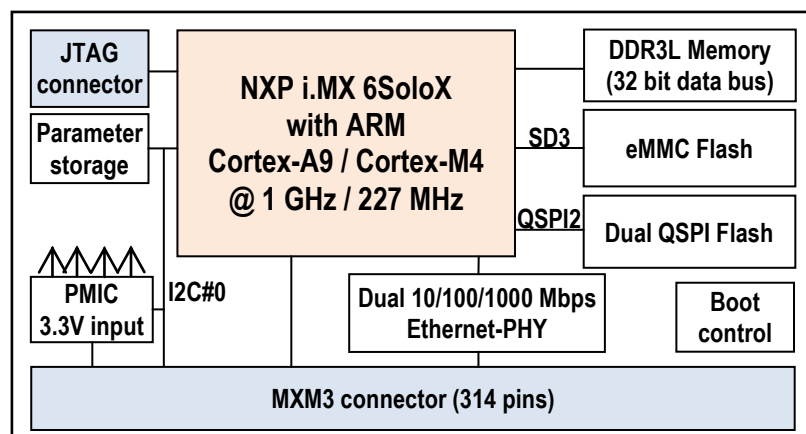 JTAG
connector
Parameter
storage
NXP i.MX 6SoloX
with ARM
Cortex-A9 / Cortex-M4
@ 1 GHz / 227 MHz
DDR3L Memory
(32 bit data bus)
SD3
eMMC Flash
QSPI2
Dual QSPI Flash
PMIC
3.3V input
I2C#0
Dual 10/100/1000 Mbps
Ethernet-PHY
Boot
control
MXM3 connector (314 pins)